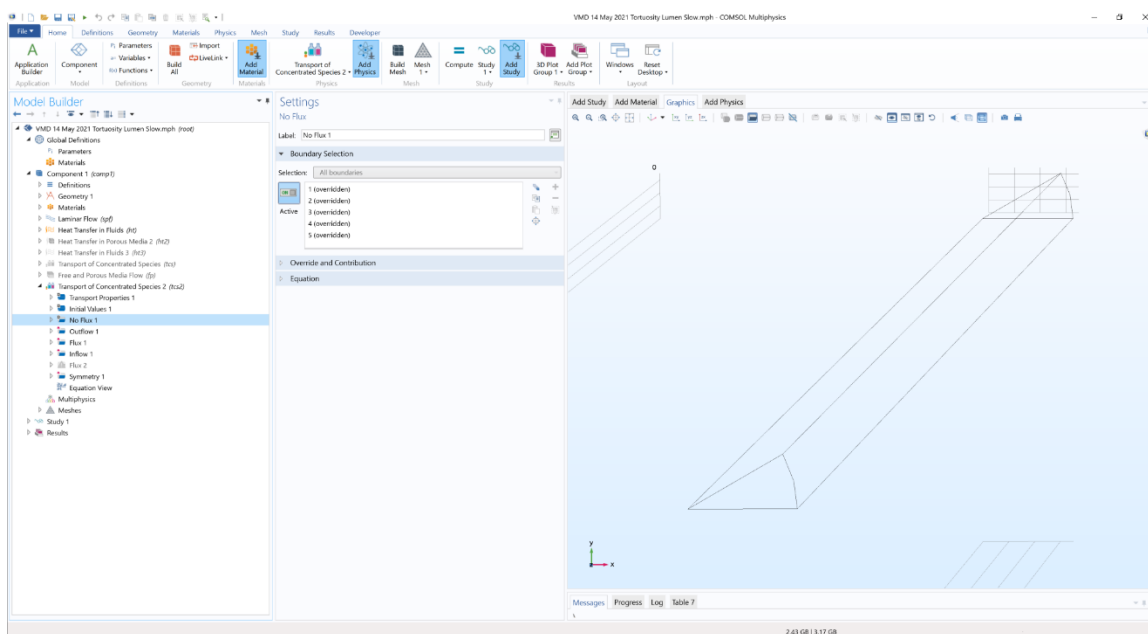 VMD 14 May 2021 Tortuosity Lumen Slow.mph - COMSOL Multiphysics
File Home Definitions Geometry Materials Physics Mesh Study Results Developer
Application Builder
Component 1
Pi Parameters
a= Variables
f(x) Functions
Build All
Import
LiveLink
Add Material
Transport of Concentrated Species 2
Add Physics
Build Mesh
Mesh 1
Compute
Study 1
Add Study
3D Plot Group 1
Add Plot Group
Windows
Reset Desktop
Application Model Definitions Geometry Materials Physics Mesh Study Results Layout
Model Builder
VMD 14 May 2021 Tortuosity Lumen Slow.mph (root)
Global Definitions
Pi Parameters
Materials
Component 1 (comp1)
Definitions
Geometry 1
Materials
Laminar Flow (spf)
Heat Transfer in Fluids (ht)
Heat Transfer in Porous Media 2 (ht2)
Heat Transfer in Fluids 3 (ht3)
Transport of Concentrated Species (tcs)
Free and Porous Media Flow (fp)
Transport of Concentrated Species 2 (tcs2)
Transport Properties 1
Initial Values 1
No Flux 1
Outflow 1
Flux 1
Inflow 1
Flux 2
Symmetry 1
Equation View
Multiphysics
Meshes
Study 1
Results
Settings
No Flux
Label: No Flux 1
Boundary Selection
Selection: All boundaries
Active
1 (overridden)
2 (overridden)
3 (overridden)
4 (overridden)
5 (overridden)
Override and Contribution
Equation
Add Study Add Material Graphics Add Physics
0
y
x
Messages Progress Log Table 7
2.43 GB | 3.17 GB